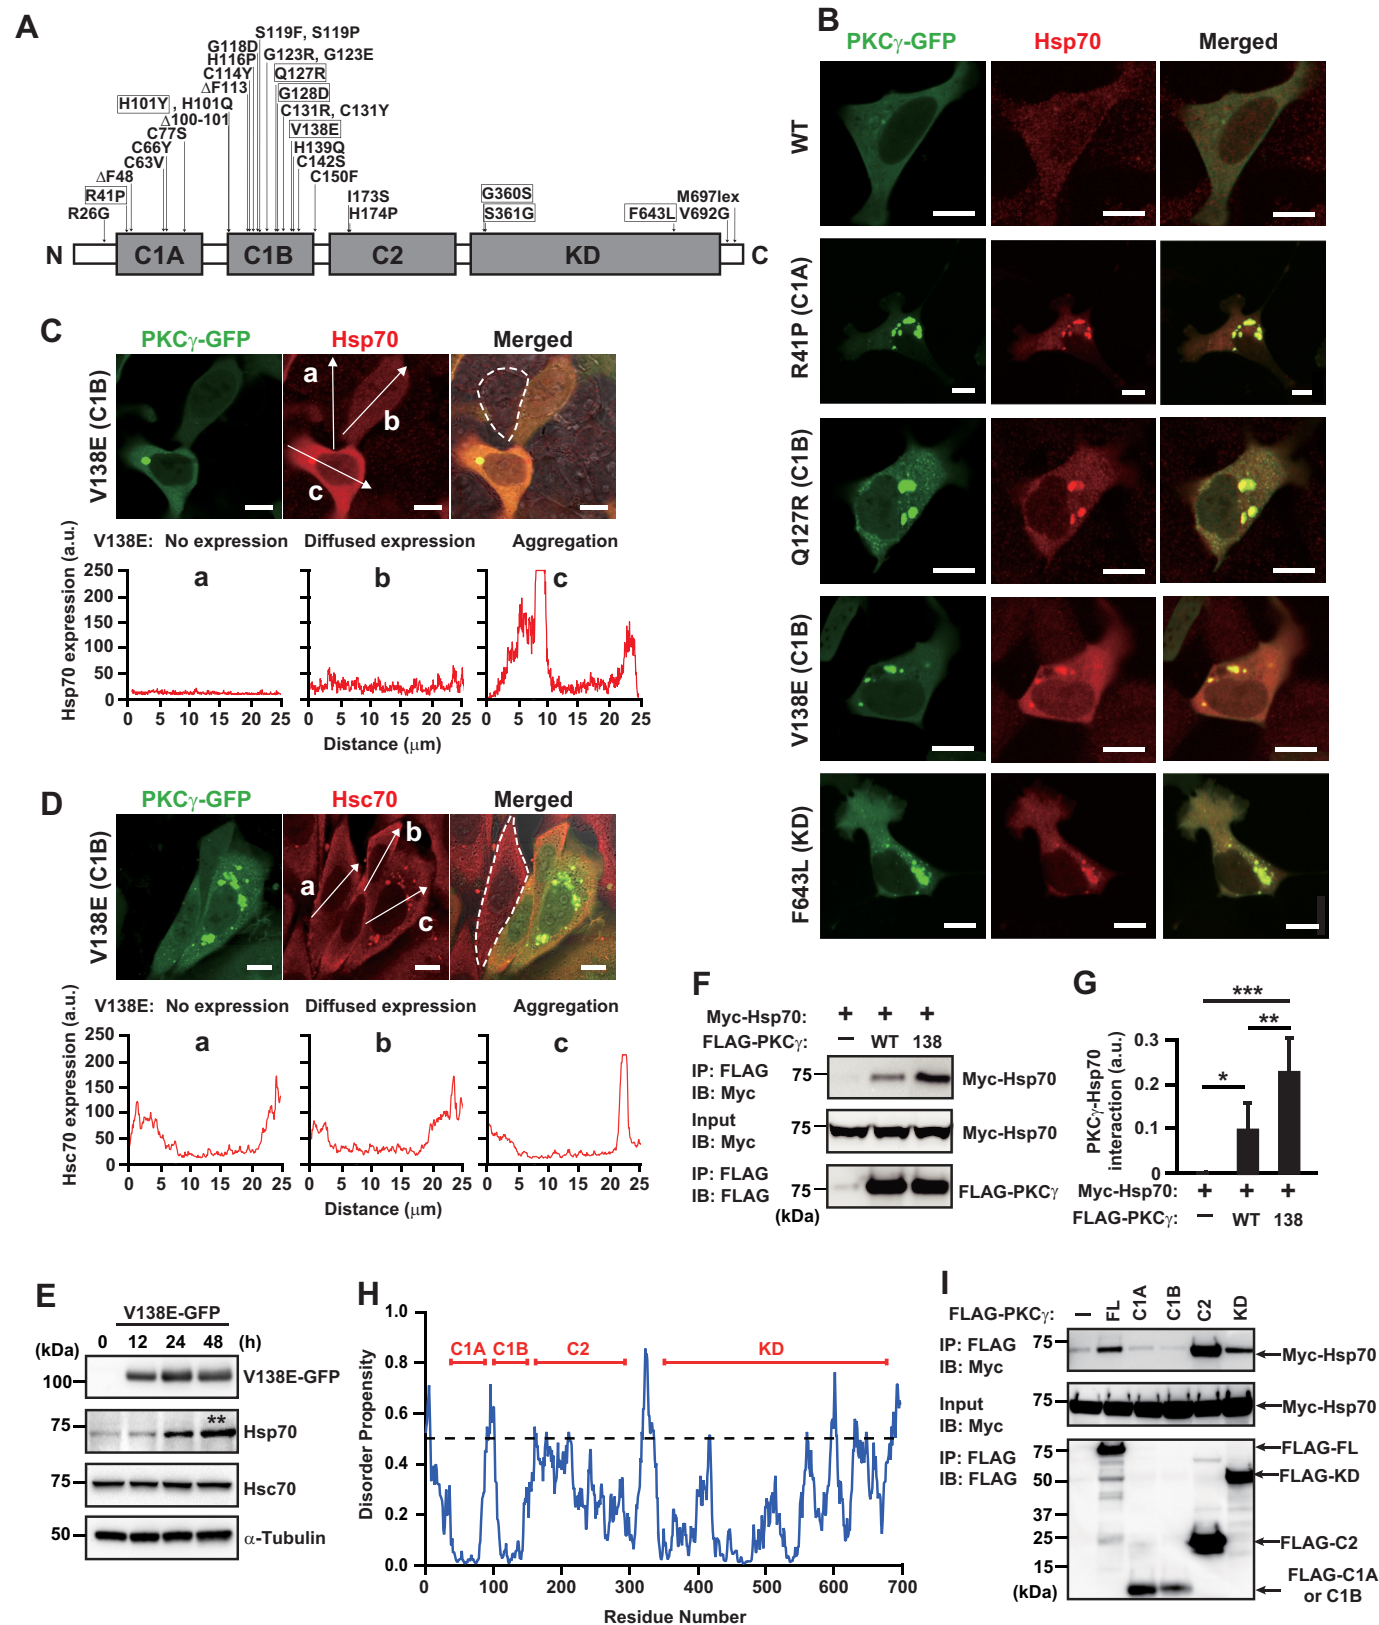 A
S119F, S119P
G118D
H116P
G123R, G123E
C114Y
Q127R
ΔF113
G128D
H101Y , H101Q
C131R, C131Y
Δ100-101
V138E
C77S
H139Q
C66Y
C142S
C63V
C150F
ΔF48
R41P
I173S
G360S
M697lex
R26G
H174P
S361G
F643L V692G
N C1A C1B C2 KD C
B
PKCγ-GFP Hsp70 Merged
WT
R41P (C1A)
Q127R (C1B)
V138E (C1B)
F643L (KD)
C
PKCγ-GFP Hsp70 Merged
V138E (C1B)
a
b
c
V138E: No expression Diffused expression Aggregation
Hsp70 expression (a.u.)
a b c
250
200
150
100
50
0
0 5 10 15 20 25 0 5 10 15 20 25 0 5 10 15 20 25
Distance (μm)
D
PKCγ-GFP Hsc70 Merged
V138E (C1B)
b
a
c
V138E: No expression Diffused expression Aggregation
Hsc70 expression (a.u.)
a b c
250
200
150
100
50
0
0 5 10 15 20 25 0 5 10 15 20 25 0 5 10 15 20 25
Distance (μm)
E
V138E-GFP
0 12 24 48 (h)
(kDa)
100 V138E-GFP
75 ** Hsp70
75 Hsc70
50 α-Tubulin
F
Myc-Hsp70: + + +
FLAG-PKCγ: − WT 138
IP: FLAG
IB: Myc
75 Myc-Hsp70
Input
IB: Myc
75 Myc-Hsp70
IP: FLAG
IB: FLAG
75 FLAG-PKCγ
(kDa)
G
***
**
*
PKCγ-Hsp70
interaction (a.u.)
0.3
0.2
0.1
0
Myc-Hsp70: + + +
FLAG-PKCγ: − WT 138
H
Disorder Propensity
1.0
0.8
0.6
0.4
0.2
0.0
C1A C1B C2 KD
0 100 200 300 400 500 600 700
Residue Number
I
FLAG-PKCγ: − FL C1A C1B C2 KD
IP: FLAG
IB: Myc
75 Myc-Hsp70
Input
IB: Myc
75 Myc-Hsp70
IP: FLAG
IB: FLAG
75 FLAG-FL
50 FLAG-KD
37
25 FLAG-C2
15
(kDa)
FLAG-C1A
or C1B